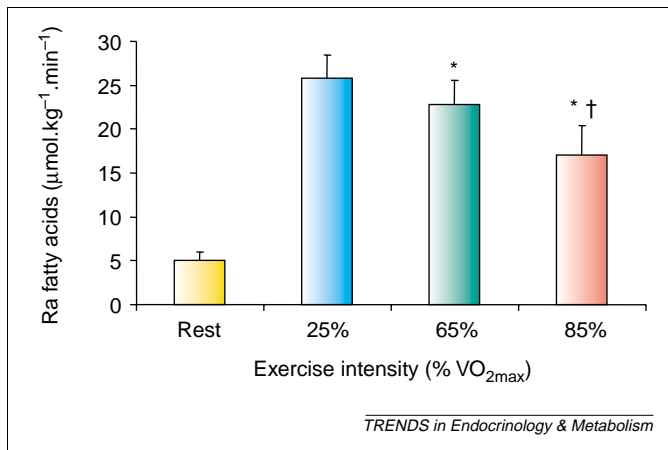 Ra fatty acids (μmol.kg⁻¹.min⁻¹)
30
25
20
15
10
5
0
*
* †
Rest 25% 65% 85%
Exercise intensity (% VO₂max)
TRENDS in Endocrinology & Metabolism